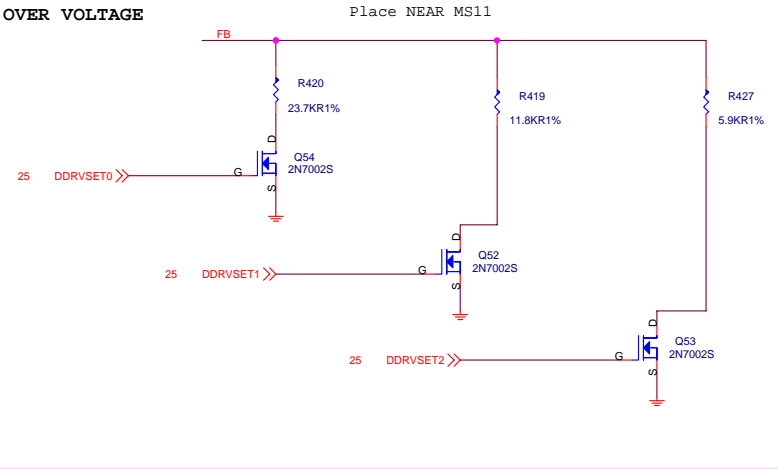 OVER VOLTAGE
Place NEAR MS11
FB
R420
23.7KR1%
R419
11.8KR1%
R427
5.9KR1%
D
Q54
2N7002S
G
S
25 DDRVSET0
D
Q52
2N7002S
G
S
25 DDRVSET1
D
Q53
2N7002S
G
S
25 DDRVSET2